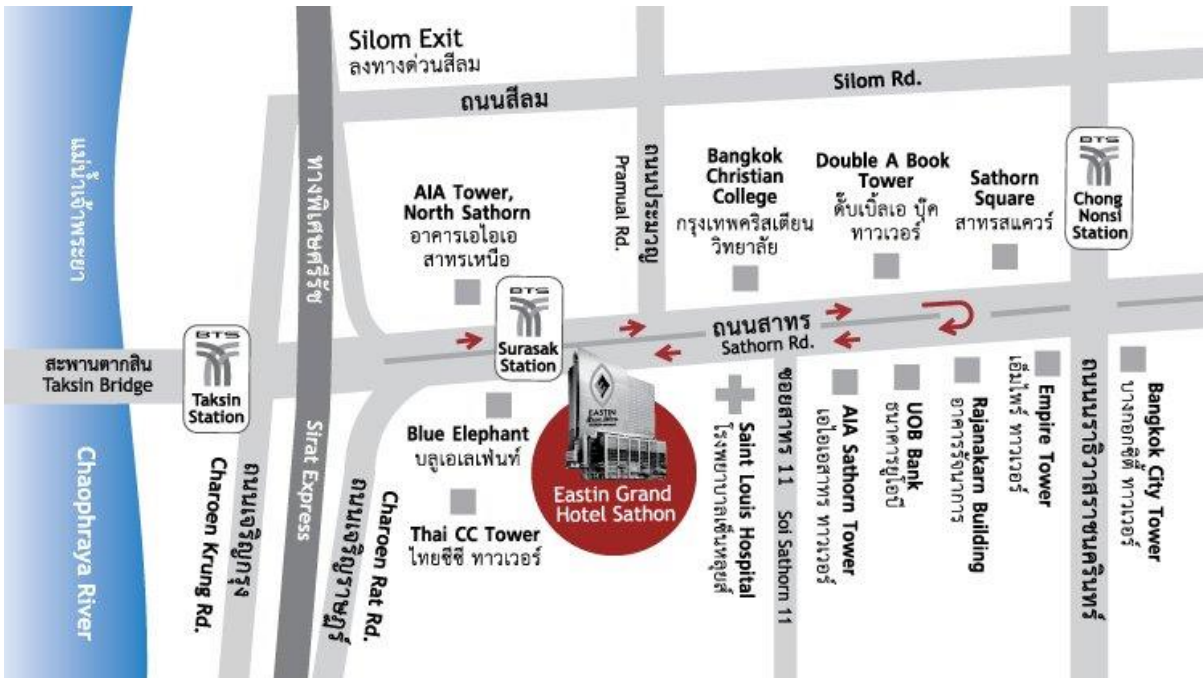 Silom Exit
ลงทางด่วนสีลม
ถนนสีลม
Silom Rd.
แม่น้ำเจ้าพระยา
Chaophraya River
ทางพิเศษศรีรัช
Sirat Express
AIA Tower,
North Sathorn
อาคารเอไอเอ
สาทรเหนือ
ถนนประมวญ
Pramual Rd.
Bangkok
Christian
College
กรุงเทพคริสเตียน
วิทยาลัย
Double A Book
Tower
ดั๊บเบิ้ลเอ บุ๊ค
ทาวเวอร์
Sathorn
Square
สาทรสแควร์
BTS
Chong
Nonsi
Station
BTS
Surasak
Station
ถนนสาทร
Sathorn Rd.
สะพานตากสิน
Taksin Bridge
BTS
Taksin
Station
Charoen Krung Rd.
ถนนเจริญกรุง
ถนนเจริญราษฎร์
Charoen Rat Rd.
Blue Elephant
บลูเอเลเฟ่นท์
Thai CC Tower
ไทยซีซี ทาวเวอร์
EASTIN
Eastin Grand
Hotel Sathon
Saint Louis Hospital
โรงพยาบาลเซ็นหลุยส์
ซอยสาทร 11 Soi Sathorn 11
AIA Sathorn Tower
เอไอเอสาทร ทาวเวอร์
UOB Bank
ธนาคารยูโอบี
Rajanakarn Building
อาคารรัจนาการ
Empire Tower
เอ็มไพร์ ทาวเวอร์
ถนนนราธิวาสราชนครินทร์
Bangkok City Tower
บางกอกซิตี้ ทาวเวอร์